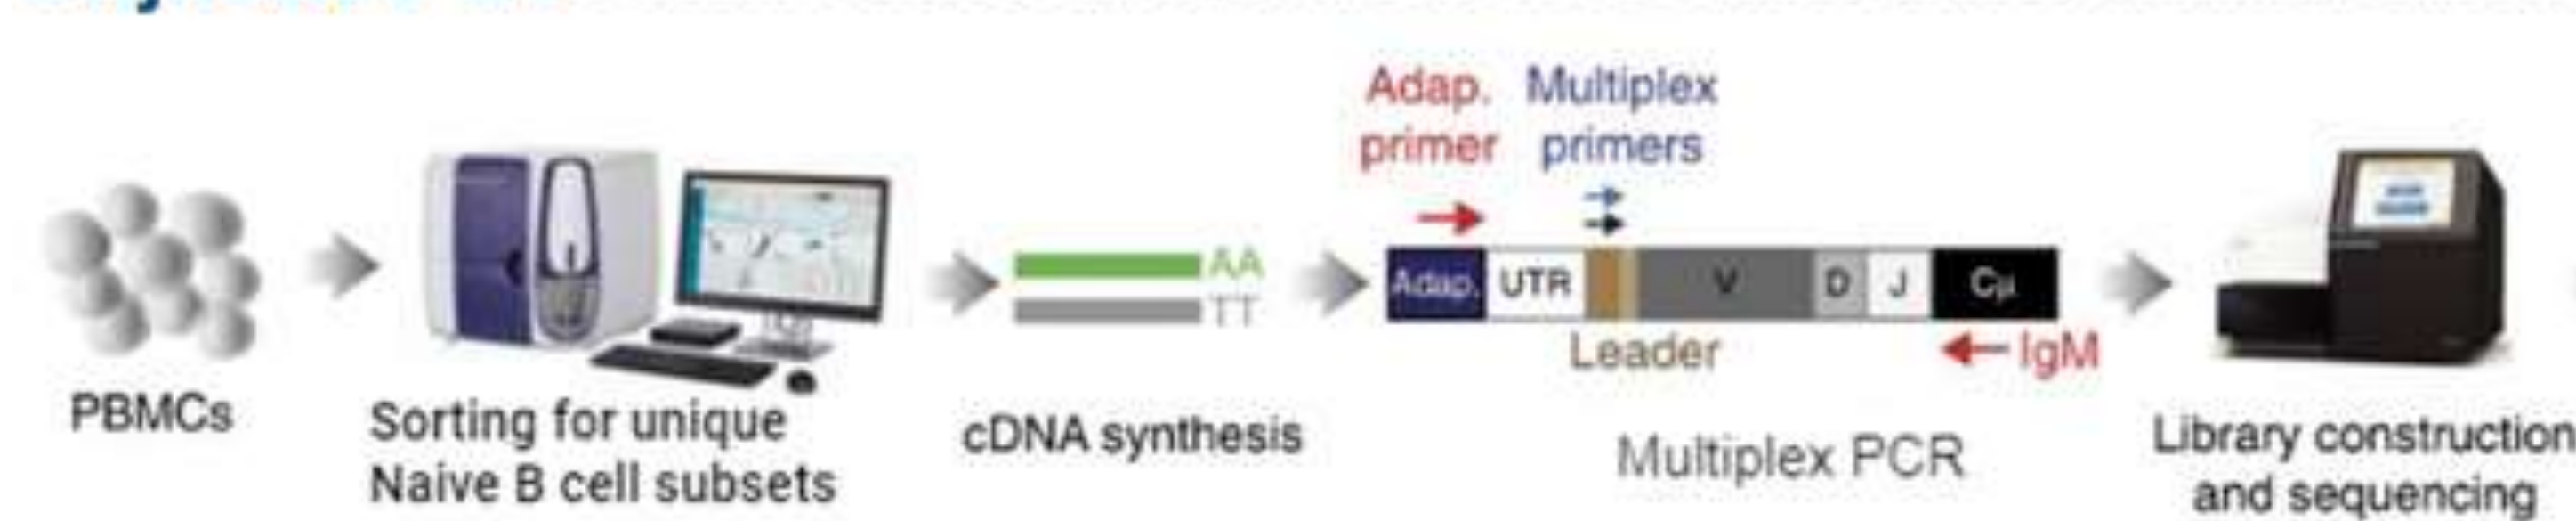 Adap. primer
Multiplex primers
AA
TT
Adap. UTR V D J Cµ
Leader
IgM
PBMCs
Sorting for unique
Naive B cell subsets
cDNA synthesis
Multiplex PCR
Library construction
and sequencing